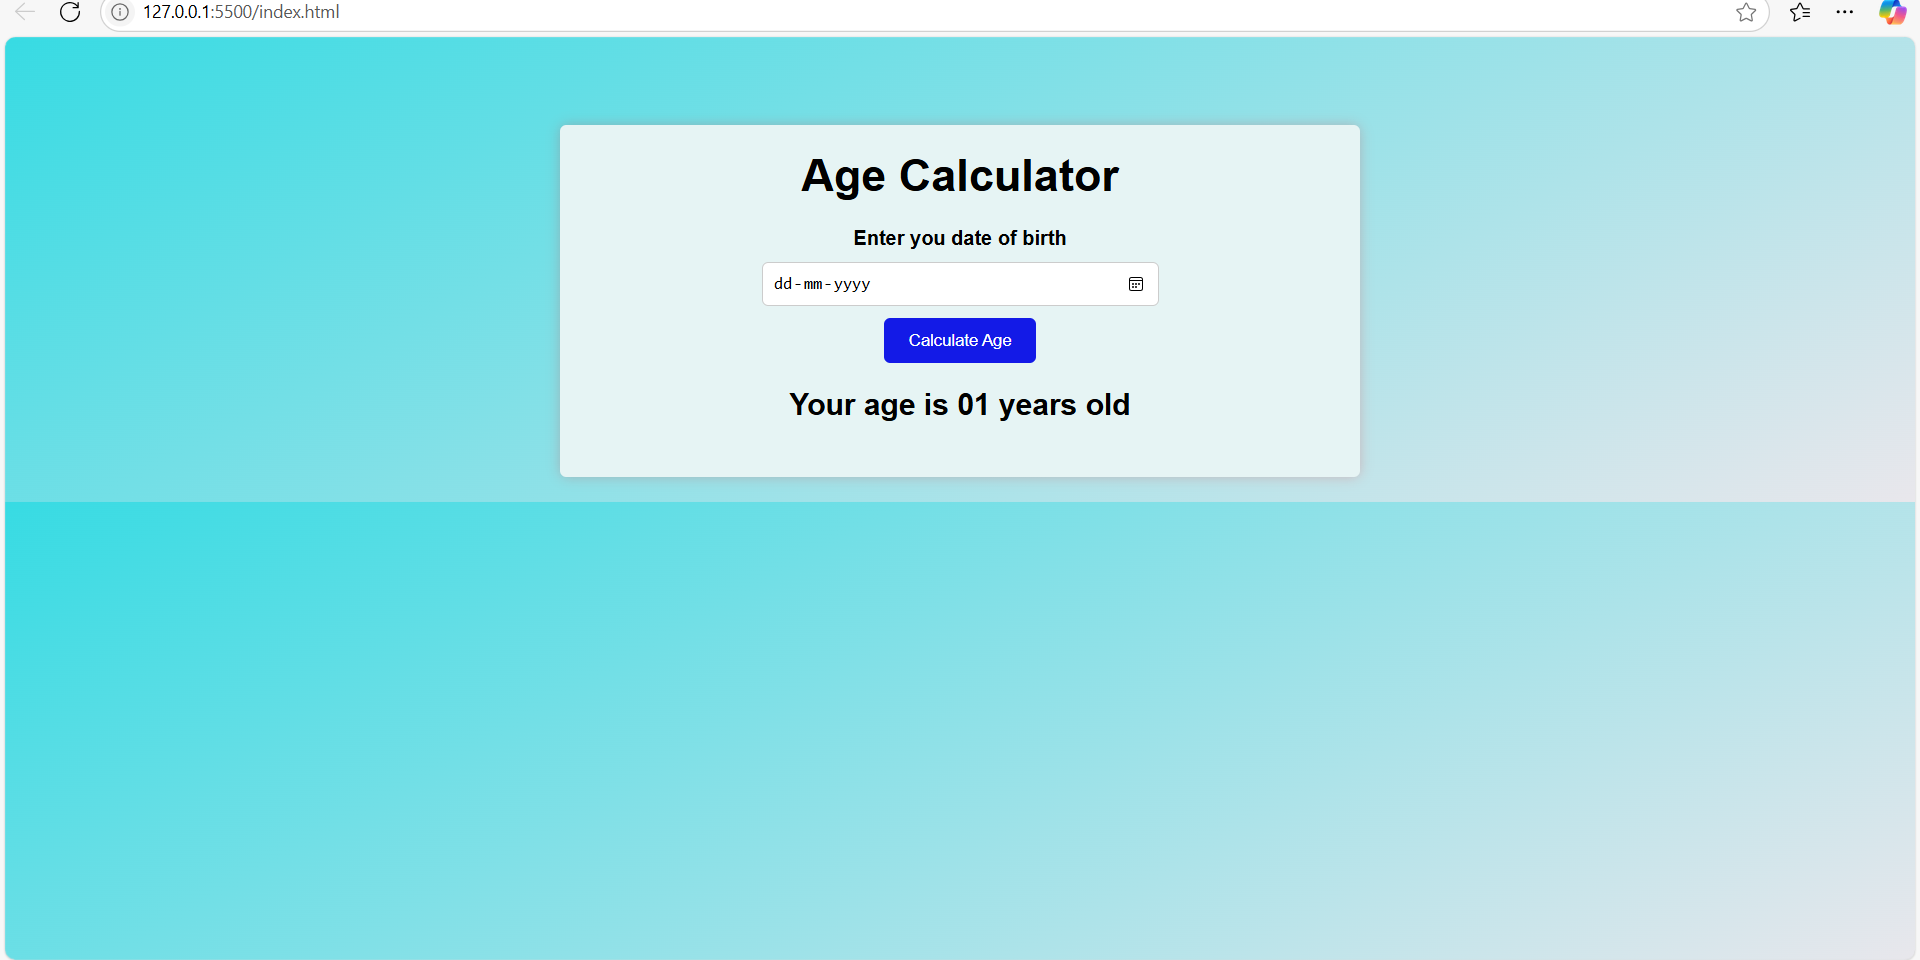 127.0.0.1:5500/index.html
Age Calculator
Enter you date of birth
dd-mm-yyyy
Calculate Age
Your age is 01 years old